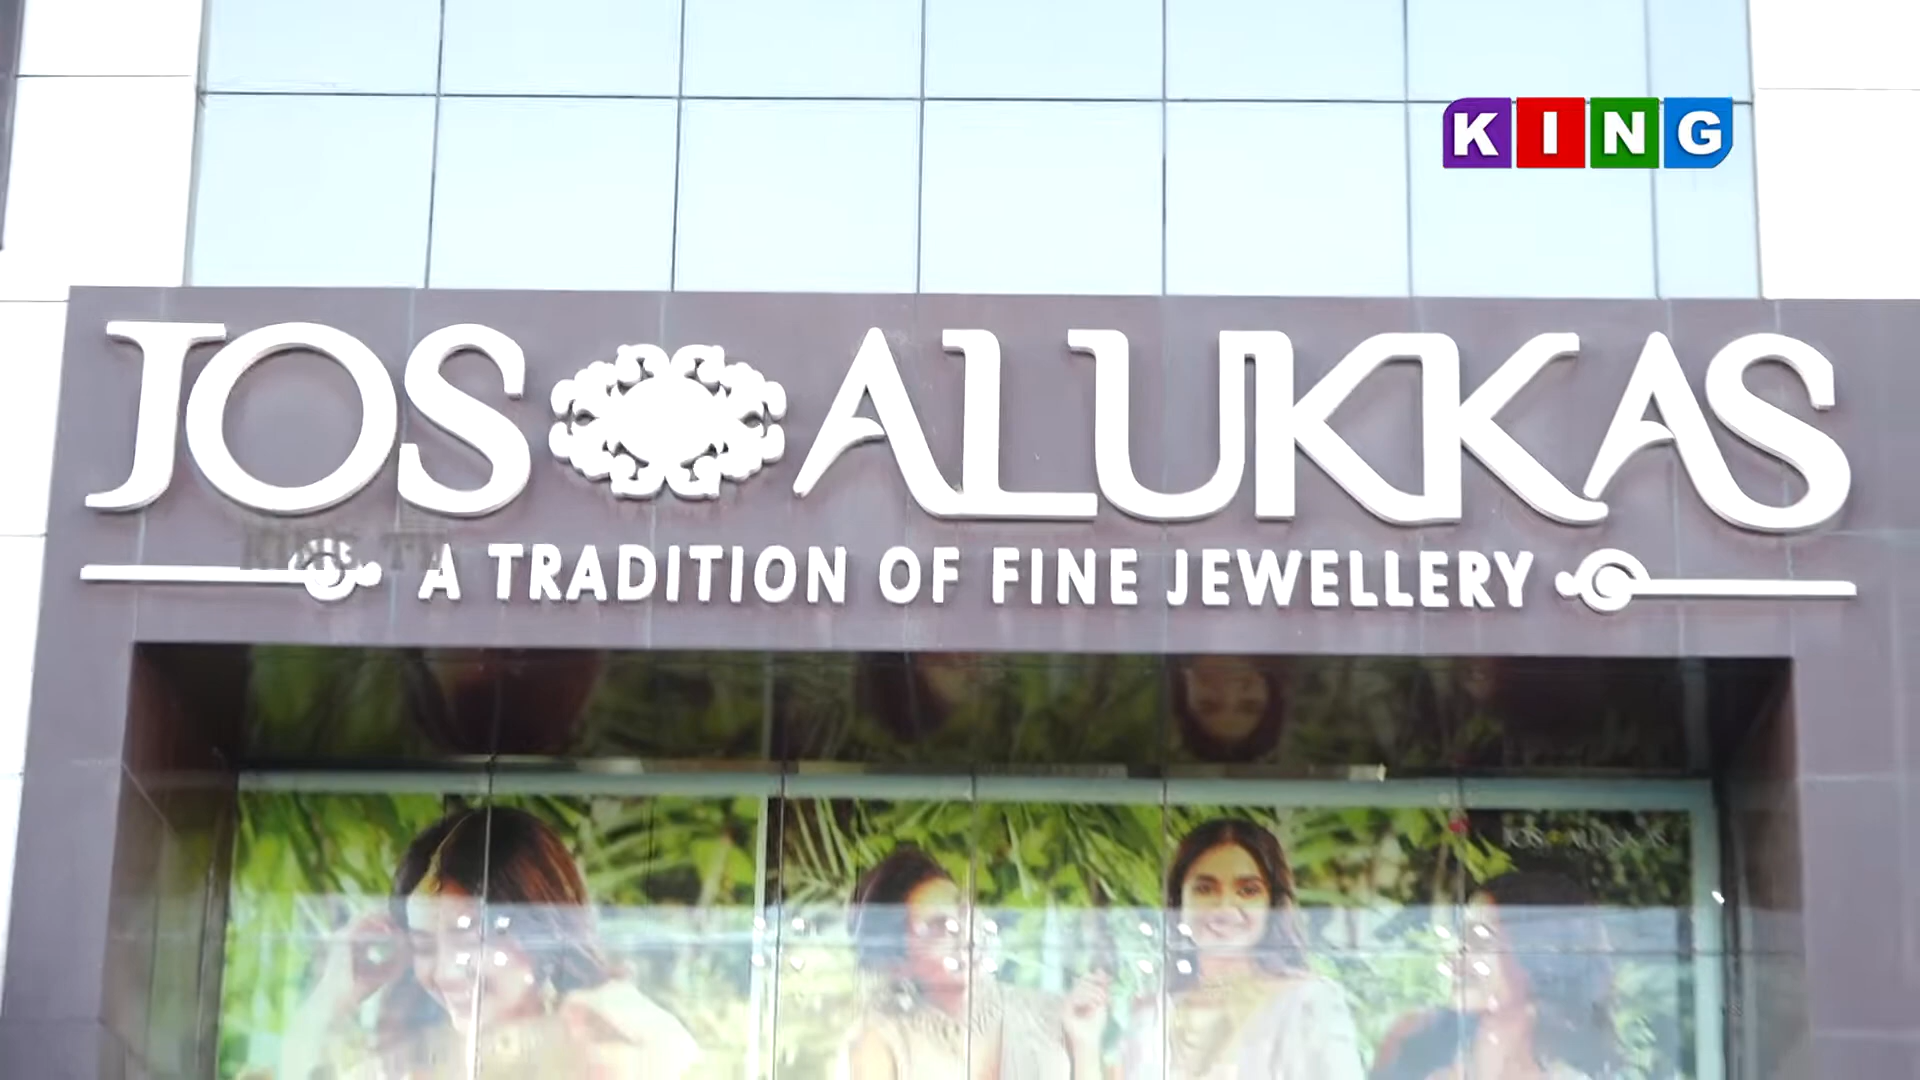 KING
JOS ALUKKAS
A TRADITION OF FINE JEWELLERY
JOS ALUKKAS